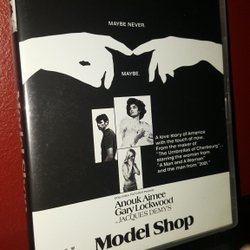 MAYBE NEVER.
MAYBE.
A love story of America
with the touch of now.
From the maker of
"The Umbrellas of Cherbourg"
starring the woman from
"A Man and A Woman"
and the man from "2001."
Anouk Aimee
Gary Lockwood
JACQUES DEMY'S
Model Shop